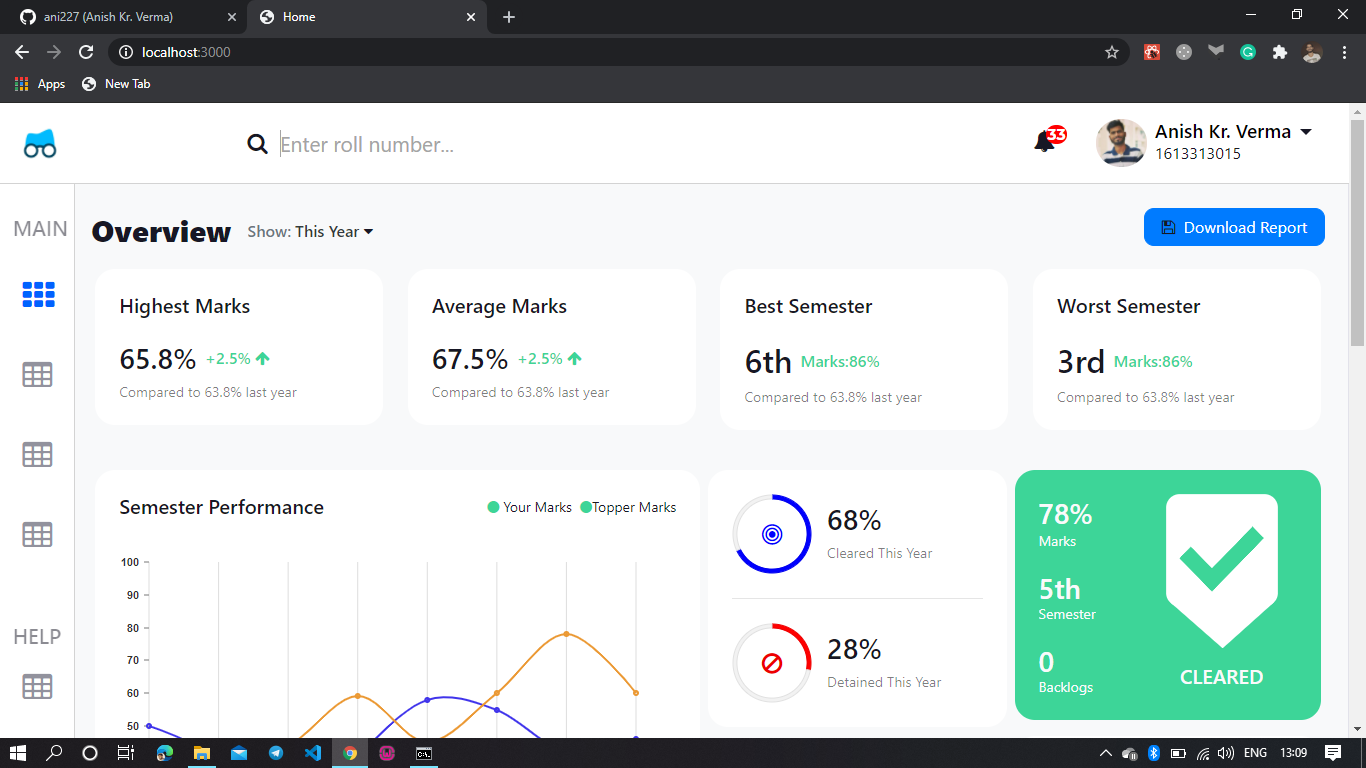 ani227 (Anish Kr. Verma)
Home
localhost:3000
Apps
New Tab
Enter roll number...
33
Anish Kr. Verma
1613313015
MAIN
Overview
Show: This Year
Download Report
Highest Marks
65.8% +2.5%
Compared to 63.8% last year
Average Marks
67.5% +2.5%
Compared to 63.8% last year
Best Semester
6th Marks:86%
Compared to 63.8% last year
Worst Semester
3rd Marks:86%
Compared to 63.8% last year
Semester Performance
Your Marks
Topper Marks
100
90
80
70
60
50
68%
Cleared This Year
28%
Detained This Year
78%
Marks
5th
Semester
0
Backlogs
CLEARED
HELP
ENG
13:09